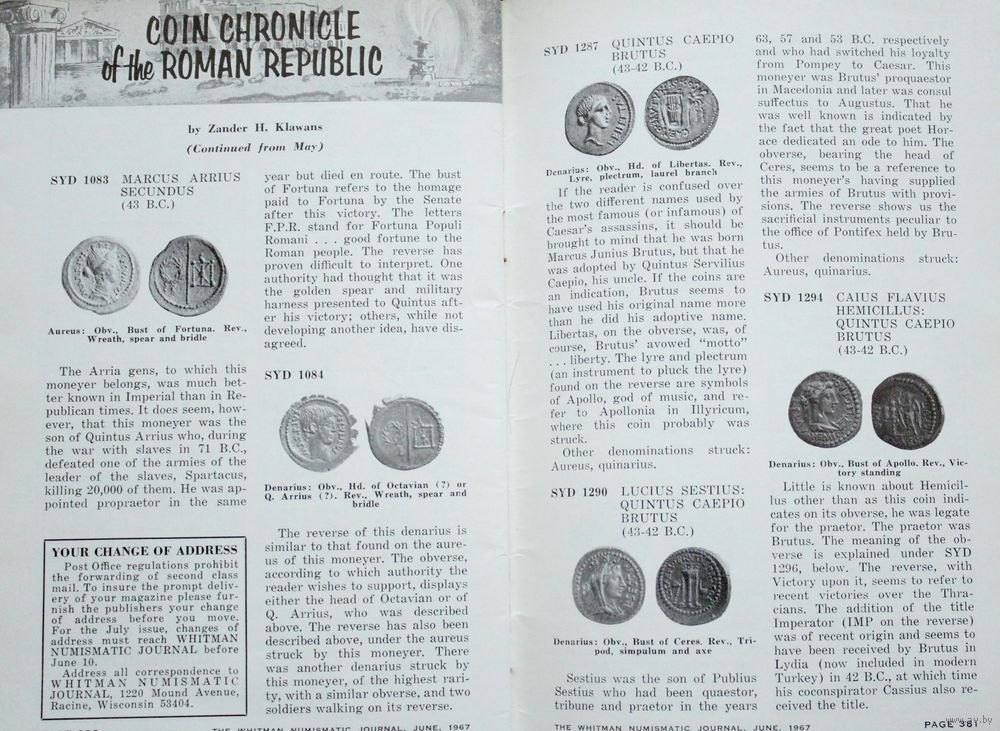 COIN CHRONICLE
of the ROMAN REPUBLIC
by Zander H. Klawans
(Continued from May)
SYD 1083 MARCUS ARRIUS
SECUNDUS
(43 B.C.)
Aureus: Obv., Bust of Fortuna. Rev.,
Wreath, spear and bridle
The Arria gens, to which this
moneyer belongs, was much bet-
ter known in Imperial than in Re-
publican times. It does seem, how-
ever, that this moneyer was the
son of Quintus Arrius who, during
the war with slaves in 71 B.C.,
defeated one of the armies of the
leader of the slaves, Spartacus,
killing 20,000 of them. He was ap-
pointed propraetor in the same
YOUR CHANGE OF ADDRESS
Post Office regulations prohibit
the forwarding of second class
mail. To insure the prompt deliv-
ery of your magazine please fur-
nish the publishers your change
of address before you move.
For the July issue, changes of
address must reach WHITMAN
NUMISMATIC JOURNAL before
June 10.
Address all correspondence to
WHITMAN NUMISMATIC
JOURNAL, 1220 Mound Avenue,
Racine, Wisconsin 53404.
year but died en route. The bust
of Fortuna refers to the homage
paid to Fortuna by the Senate
after this victory. The letters
F.P.R. stand for Fortuna Populi
Romani . . . good fortune to the
Roman people. The reverse has
proven difficult to interpret. One
authority had thought that it was
the golden spear and military
harness presented to Quintus aft-
er his victory; others, while not
developing another idea, have dis-
agreed.
SYD 1084
Denarius: Obv., Hd. of Octavian (?) or
Q. Arrius (?). Rev., Wreath, spear and
bridle
The reverse of this denarius is
similar to that found on the aure-
us of this moneyer. The obverse,
according to which authority the
reader wishes to support, displays
either the head of Octavian or of
Q. Arrius, who was described
above. The reverse has also been
described above, under the aureus
struck by this moneyer. There
was another denarius struck by
this moneyer, of the highest rari-
ty, with a similar obverse, and two
soldiers walking on its reverse.
THE WHITMAN NUMISMATIC JOURNAL, JUNE, 1967
SYD 1287 QUINTUS CAEPIO
BRUTUS
(43-42 B.C.)
Denarius: Obv., Hd. of Libertas. Rev.,
Lyre, plectrum, laurel branch
If the reader is confused over
the two different names used by
the most famous (or infamous) of
Caesar's assassins, it should be
brought to mind that he was born
Marcus Junius Brutus, but that he
was adopted by Quintus Servilius
Caepio, his uncle. If the coins are
an indication, Brutus seems to
have used his original name more
than he did his adoptive name.
Libertas, on the obverse, was, of
course, Brutus' avowed "motto"
. . . liberty. The lyre and plectrum
(an instrument to pluck the lyre)
found on the reverse are symbols
of Apollo, god of music, and re-
fer to Apollonia in Illyricum,
where this coin probably was
struck.
Other denominations struck:
Aureus, quinarius.
SYD 1290 LUCIUS SESTIUS:
QUINTUS CAEPIO
BRUTUS
(43-42 B.C.)
Denarius: Obv., Bust of Ceres. Rev., Tri-
pod, simpulum and axe
Sestius was the son of Publius
Sestius who had been quaestor,
tribune and praetor in the years
63, 57 and 53 B.C. respectively
and who had switched his loyalty
from Pompey to Caesar. This
moneyer was Brutus' proquaestor
in Macedonia and later was consul
suffectus to Augustus. That he
was well known is indicated by
the fact that the great poet Hor-
ace dedicated an ode to him. The
obverse, bearing the head of
Ceres, seems to be a reference to
this moneyer's having supplied
the armies of Brutus with provi-
sions. The reverse shows us the
sacrificial instruments peculiar to
the office of Pontifex held by Bru-
tus.
Other denominations struck:
Aureus, quinarius.
SYD 1294 CAIUS FLAVIUS
HEMICILLUS:
QUINTUS CAEPIO
BRUTUS
(43-42 B.C.)
Denarius: Obv., Bust of Apollo. Rev., Vic-
tory standing
Little is known about Hemicil-
lus other than as this coin indi-
cates on its obverse, he was legate
for the praetor. The praetor was
Brutus. The meaning of the ob-
verse is explained under SYD
1296, below. The reverse, with
Victory upon it, seems to refer to
recent victories over the Thra-
cians. The addition of the title
Imperator (IMP on the reverse)
was of recent origin and seems to
have been received by Brutus in
Lydia (now included in modern
Turkey) in 42 B.C., at which time
his coconspirator Cassius also re-
ceived the title.
THE WHITMAN NUMISMATIC JOURNAL, JUNE, 1967
PAGE 381
www.ay.by